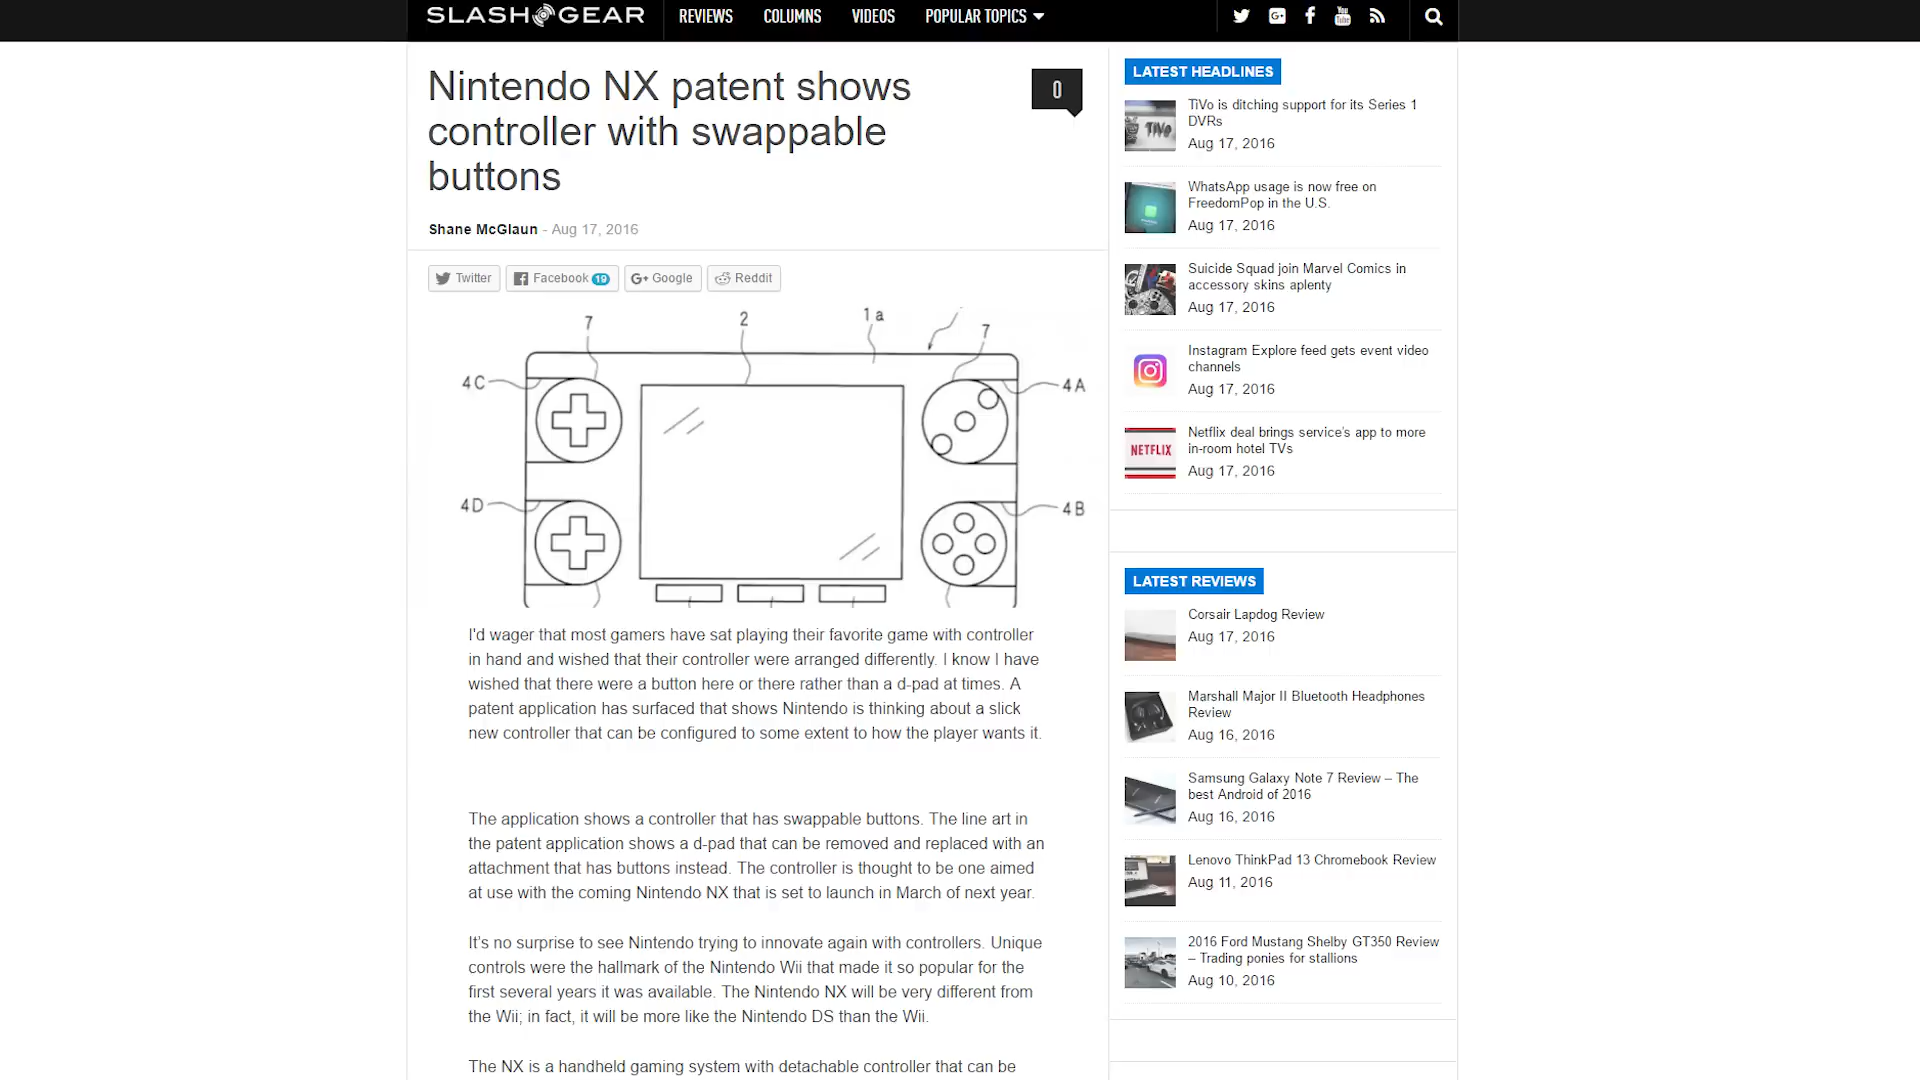 SLASH GEAR
REVIEWS
COLUMNS
VIDEOS
POPULAR TOPICS
Nintendo NX patent shows
controller with swappable
buttons
0
Shane McGlaun - Aug 17, 2016
Twitter
Facebook 19
G+ Google
Reddit
7
2
1a
7
4C
4A
4D
4B
I'd wager that most gamers have sat playing their favorite game with controller
in hand and wished that their controller were arranged differently. I know I have
wished that there were a button here or there rather than a d-pad at times. A
patent application has surfaced that shows Nintendo is thinking about a slick
new controller that can be configured to some extent to how the player wants it.
The application shows a controller that has swappable buttons. The line art in
the patent application shows a d-pad that can be removed and replaced with an
attachment that has buttons instead. The controller is thought to be one aimed
at use with the coming Nintendo NX that is set to launch in March of next year.
It's no surprise to see Nintendo trying to innovate again with controllers. Unique
controls were the hallmark of the Nintendo Wii that made it so popular for the
first several years it was available. The Nintendo NX will be very different from
the Wii; in fact, it will be more like the Nintendo DS than the Wii.
The NX is a handheld gaming system with detachable controller that can be
LATEST HEADLINES
TiVo
TiVo is ditching support for its Series 1
DVRs
Aug 17, 2016
WhatsApp usage is now free on
FreedomPop in the U.S.
Aug 17, 2016
Suicide Squad join Marvel Comics in
accessory skins aplenty
Aug 17, 2016
Instagram Explore feed gets event video
channels
Aug 17, 2016
NETFLIX
Netflix deal brings service's app to more
in-room hotel TVs
Aug 17, 2016
LATEST REVIEWS
Corsair Lapdog Review
Aug 17, 2016
Marshall Major II Bluetooth Headphones
Review
Aug 16, 2016
Samsung Galaxy Note 7 Review – The
best Android of 2016
Aug 16, 2016
Lenovo ThinkPad 13 Chromebook Review
Aug 11, 2016
2016 Ford Mustang Shelby GT350 Review
– Trading ponies for stallions
Aug 10, 2016